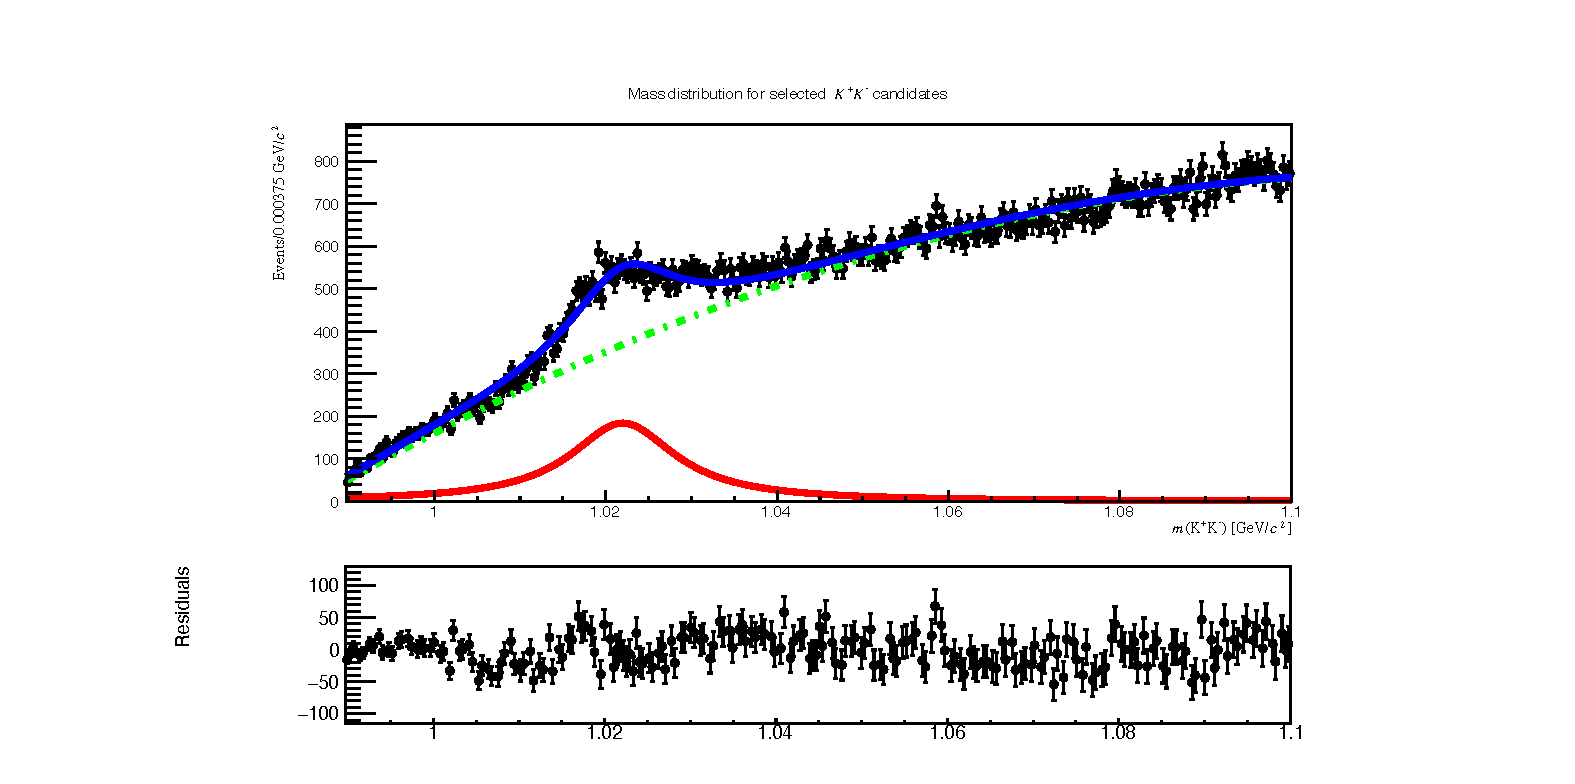 Mass distribution for selected K⁺K⁻ candidates
Events/0.000375 GeV/c²
800
700
600
500
400
300
200
100
0
1 1.02 1.04 1.06 1.08 1.1
m(K⁺K⁻) [GeV/c²]
Residuals
100
50
0
−50
−100
1 1.02 1.04 1.06 1.08 1.1